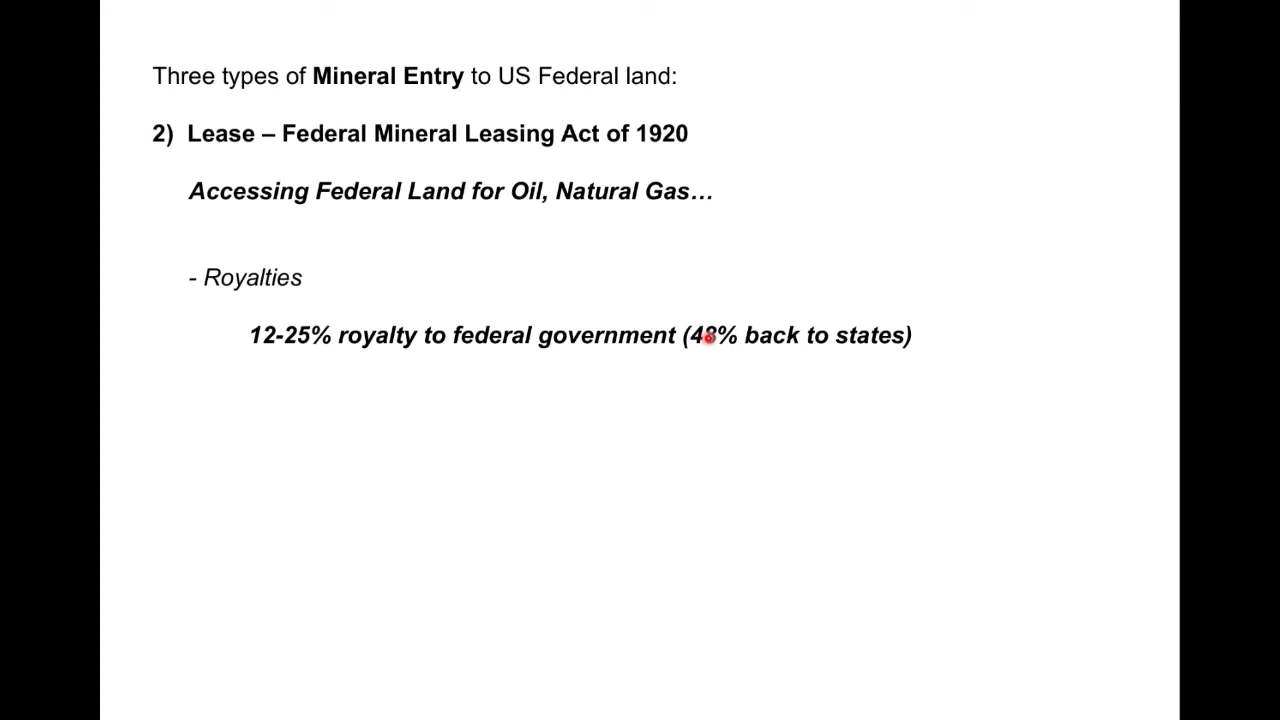 Three types of Mineral Entry to US Federal land:
2) Lease – Federal Mineral Leasing Act of 1920
Accessing Federal Land for Oil, Natural Gas…
- Royalties
12-25% royalty to federal government (48% back to states)